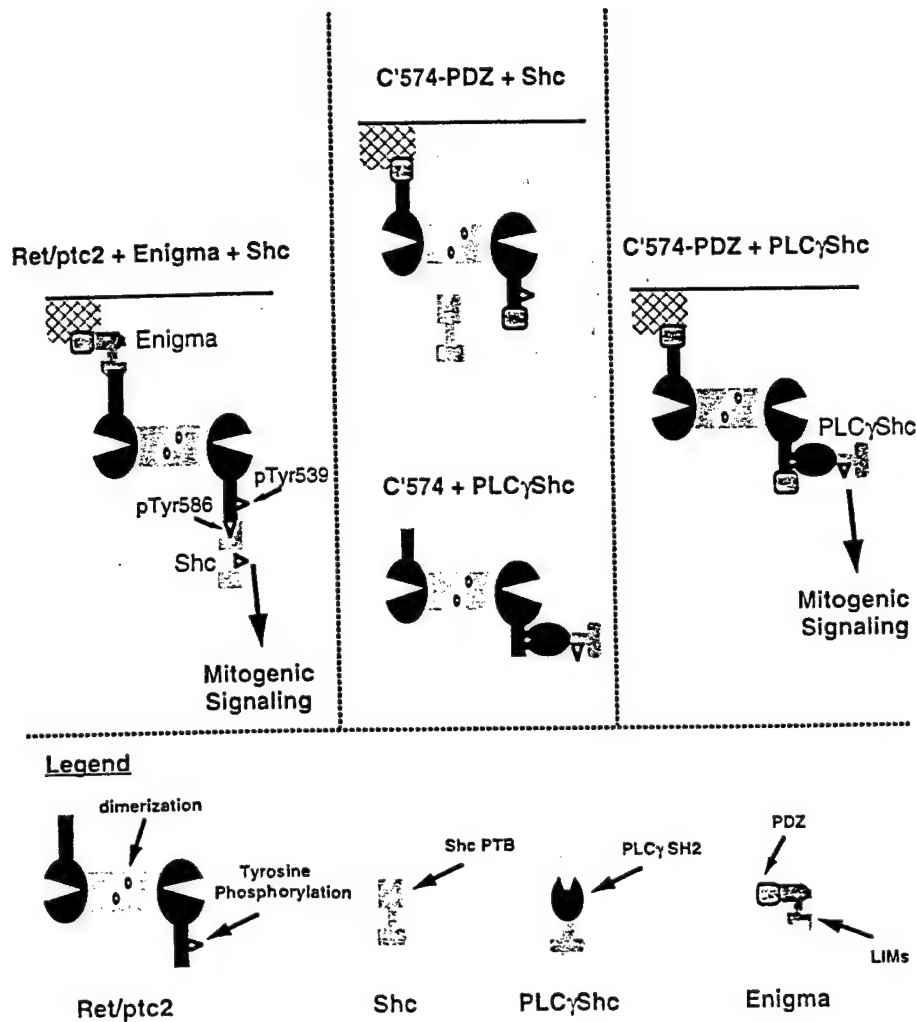 Ret/ptc2 + Enigma + Shc
Enigma
pTyr539
pTyr586
Shc
Mitogenic
Signaling
C'574-PDZ + Shc
C'574 + PLCγShc
C'574-PDZ + PLCγShc
PLCγShc
Mitogenic
Signaling
Legend
dimerization
Tyrosine
Phosphorylation
Ret/ptc2
Shc PTB
Shc
PLCγ SH2
PLCγShc
PDZ
LIMs
Enigma